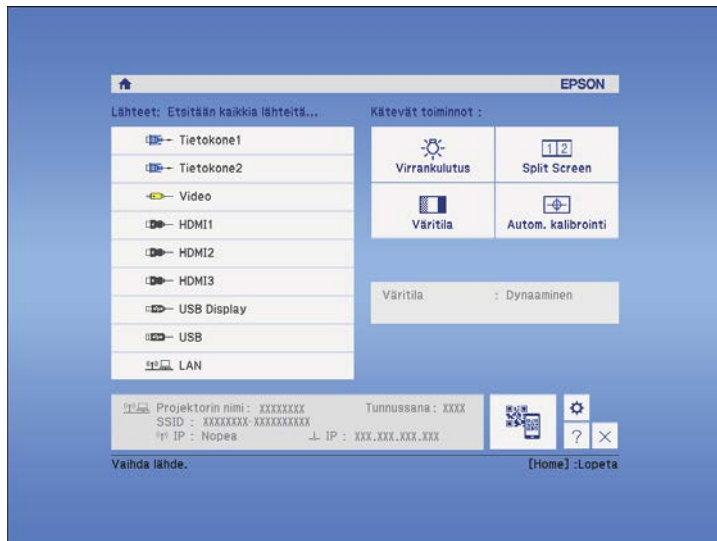 EPSON
Lähteet: Etsitään kaikkia lähteitä...
Tietokone1
Tietokone2
Video
HDMI1
HDMI2
HDMI3
USB Display
USB
LAN
Kätevät toiminnot :
Virrankulutus
1 2
Split Screen
Väritila
Autom. kalibrointi
Väritila : Dynaaminen
Projektorin nimi : XXXXXXXX Tunnussana : XXXX
SSID : XXXXXXXX-XXXXXXXXXX
IP : Nopea IP : XXX.XXX.XXX.XXX
?
Vaihda lähde. [Home] :Lopeta